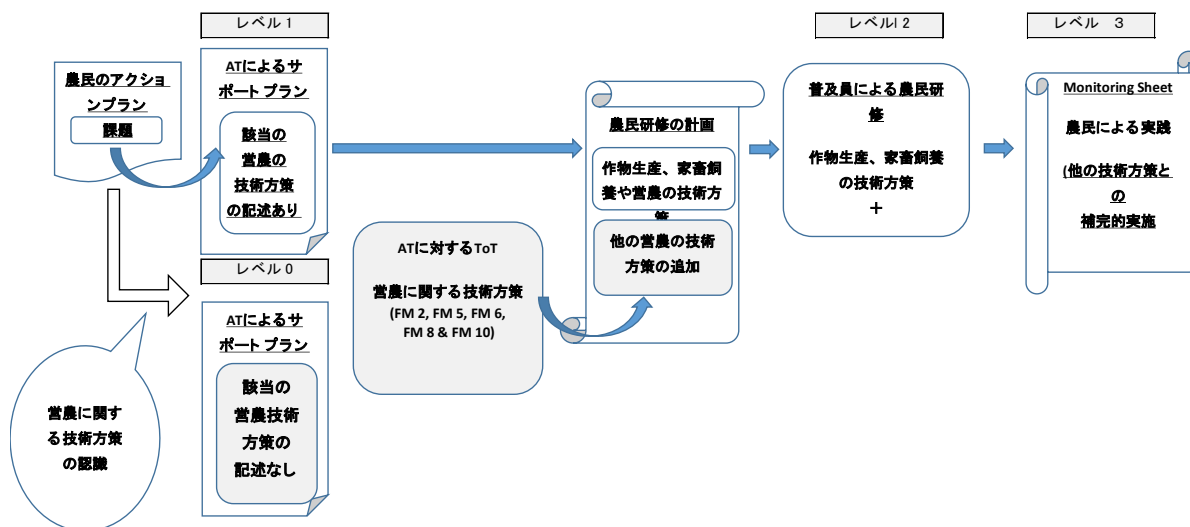 レベル 1
レベルl 2
レベル　３
農民のアクショ
ンプラン
課題
ATによるサ
ポート プラン
該当の
営農の
技術方策
の記述あり
レベル 0
ATによるサ
ポート プラン
該当の
営農技術
方策の
記述なし
営農に関す
る技術方策
の認識
ATに対するToT
営農に関する技術方策
(FM 2, FM 5, FM 6,
FM 8 & FM 10)
農民研修の計画
作物生産、家畜飼
養や営農の技術方
策
他の営農の技術
方策の追加
普及員による農民研
修
作物生産、家畜飼養
の技術方策
+
Monitoring Sheet
農民による実践
(他の技術方策と
の
補完的実施